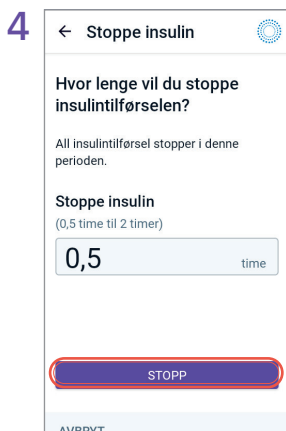 4
Stoppe insulin
Hvor lenge vil du stoppe
insulintilførselen?
All insulintilførsel stopper i denne
perioden.
Stoppe insulin
(0,5 time til 2 timer)
0,5 time
STOPP
AVBRYT